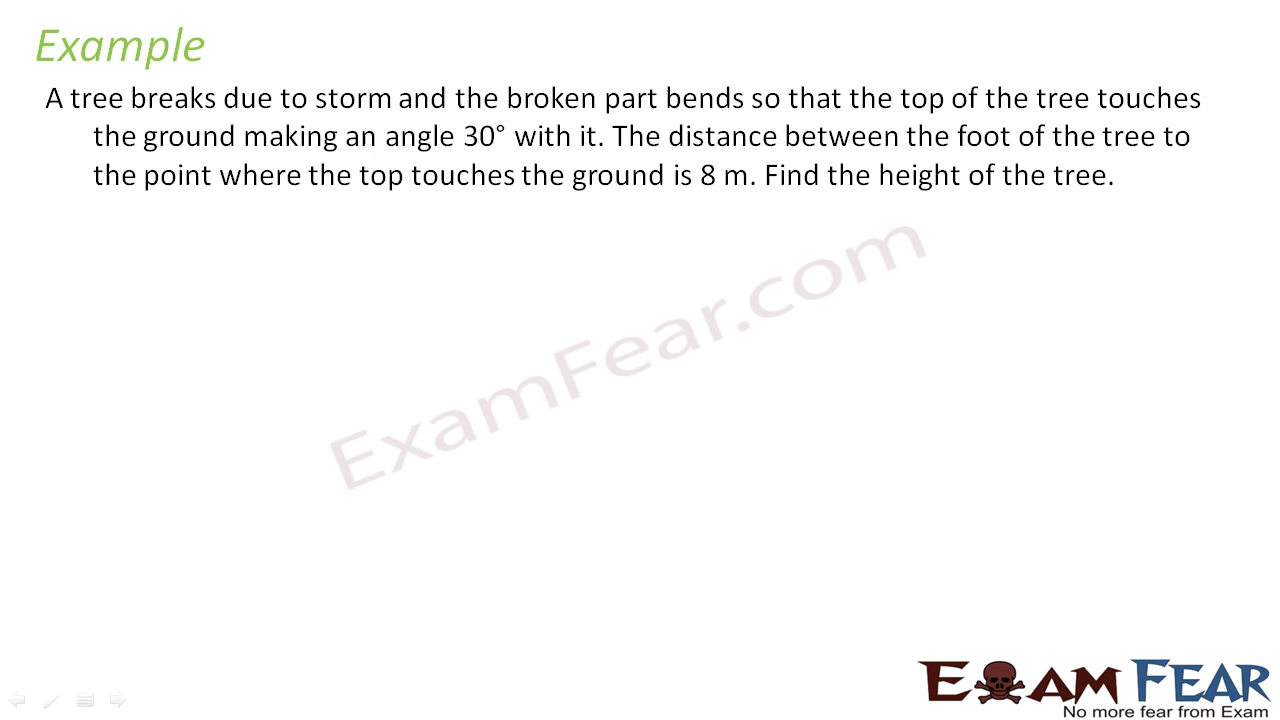 Example
A tree breaks due to storm and the broken part bends so that the top of the tree touches
the ground making an angle 30° with it. The distance between the foot of the tree to
the point where the top touches the ground is 8 m. Find the height of the tree.
ExamFear.com
EXAM FEAR
No more fear from Exam